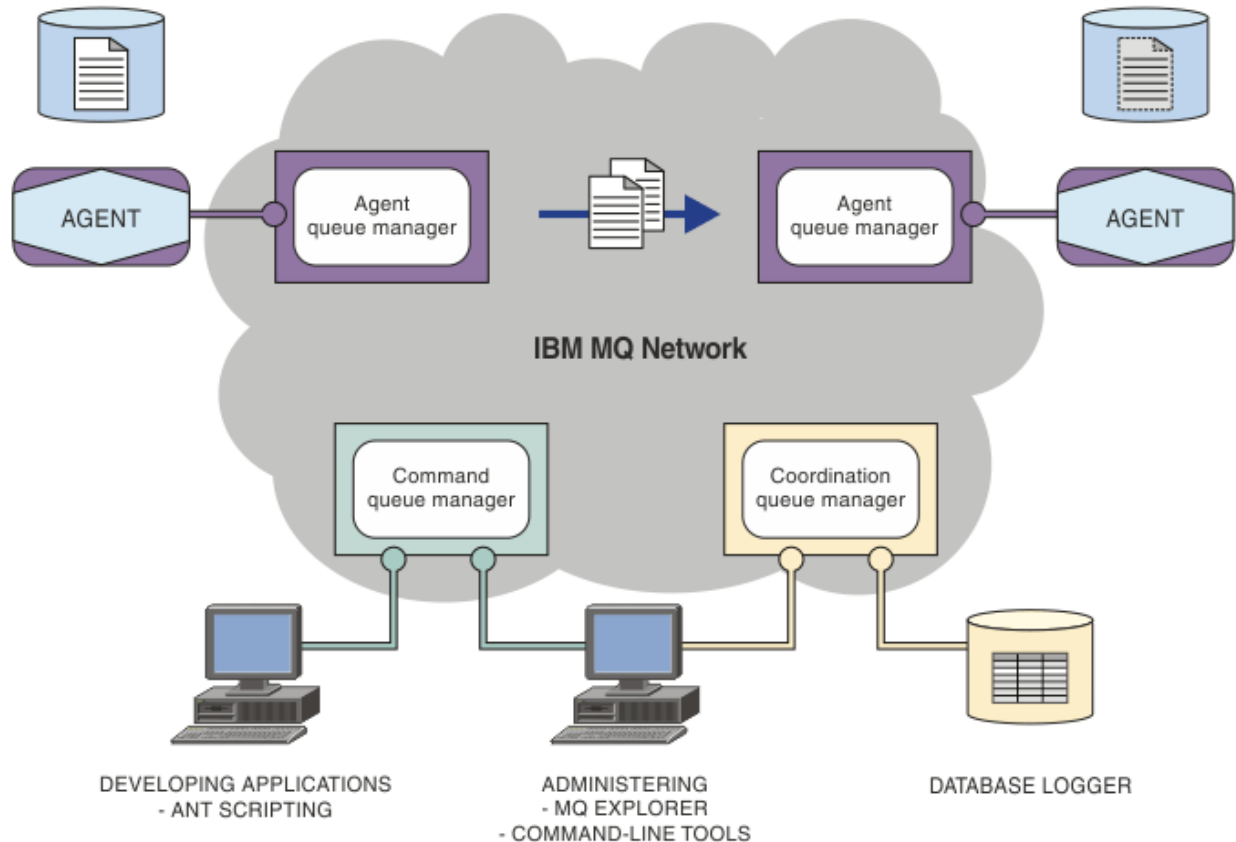 AGENT
Agent
queue manager
Agent
queue manager
AGENT
IBM MQ Network
Command
queue manager
Coordination
queue manager
DEVELOPING APPLICATIONS
- ANT SCRIPTING
ADMINISTERING
- MQ EXPLORER
- COMMAND-LINE TOOLS
DATABASE LOGGER